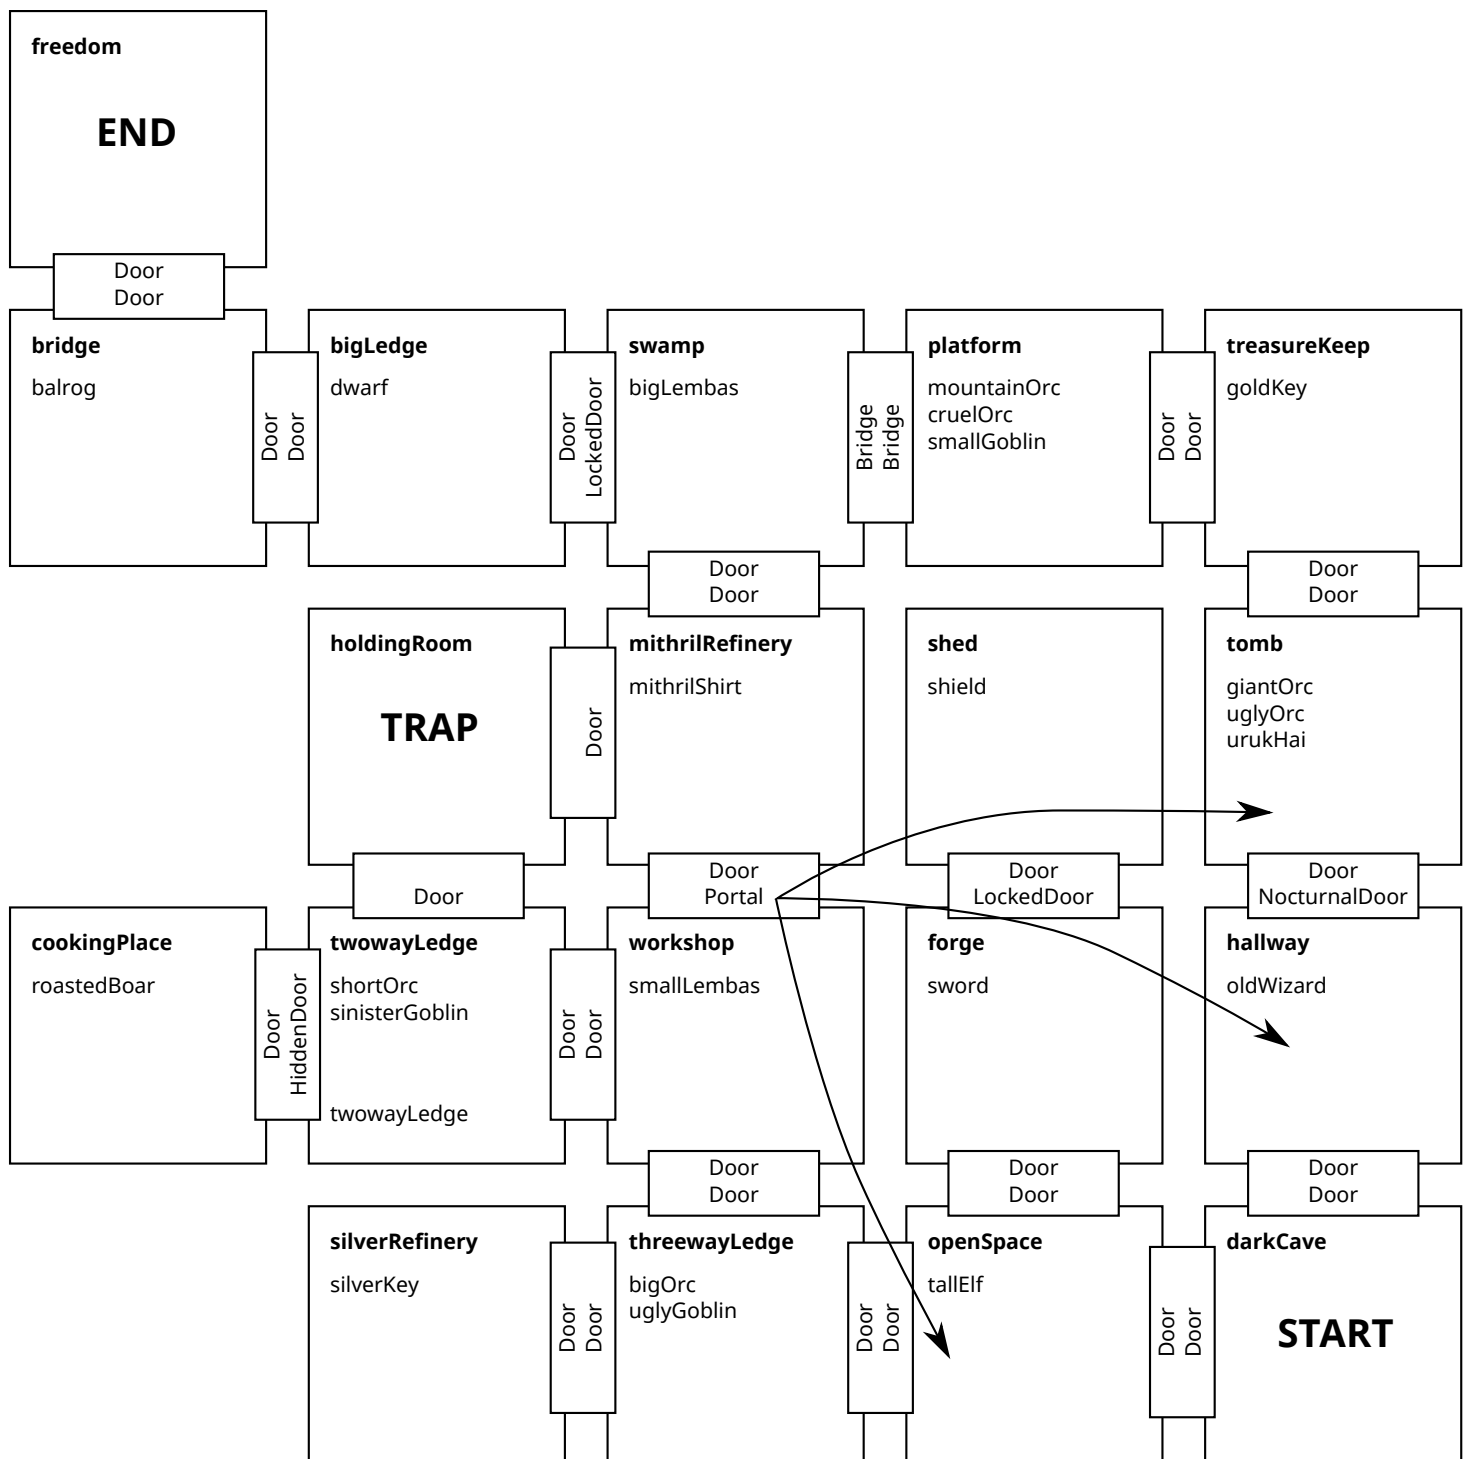 freedom
END
Door
Door
bridge
balrog
Door
Door
bigLedge
dwarf
Door
LockedDoor
swamp
bigLembas
Bridge
Bridge
platform
mountainOrc
cruelOrc
smallGoblin
Door
Door
treasureKeep
goldKey
Door
Door
Door
Door
holdingRoom
TRAP
Door
mithrilRefinery
mithrilShirt
shed
shield
tomb
giantOrc
uglyOrc
urukHai
Door
Door
Portal
Door
LockedDoor
Door
NocturnalDoor
cookingPlace
roastedBoar
Door
HiddenDoor
twowayLedge
shortOrc
sinisterGoblin
twowayLedge
Door
Door
workshop
smallLembas
forge
sword
hallway
oldWizard
Door
Door
Door
Door
Door
Door
silverRefinery
silverKey
Door
Door
threewayLedge
bigOrc
uglyGoblin
Door
Door
openSpace
tallElf
Door
Door
darkCave
START